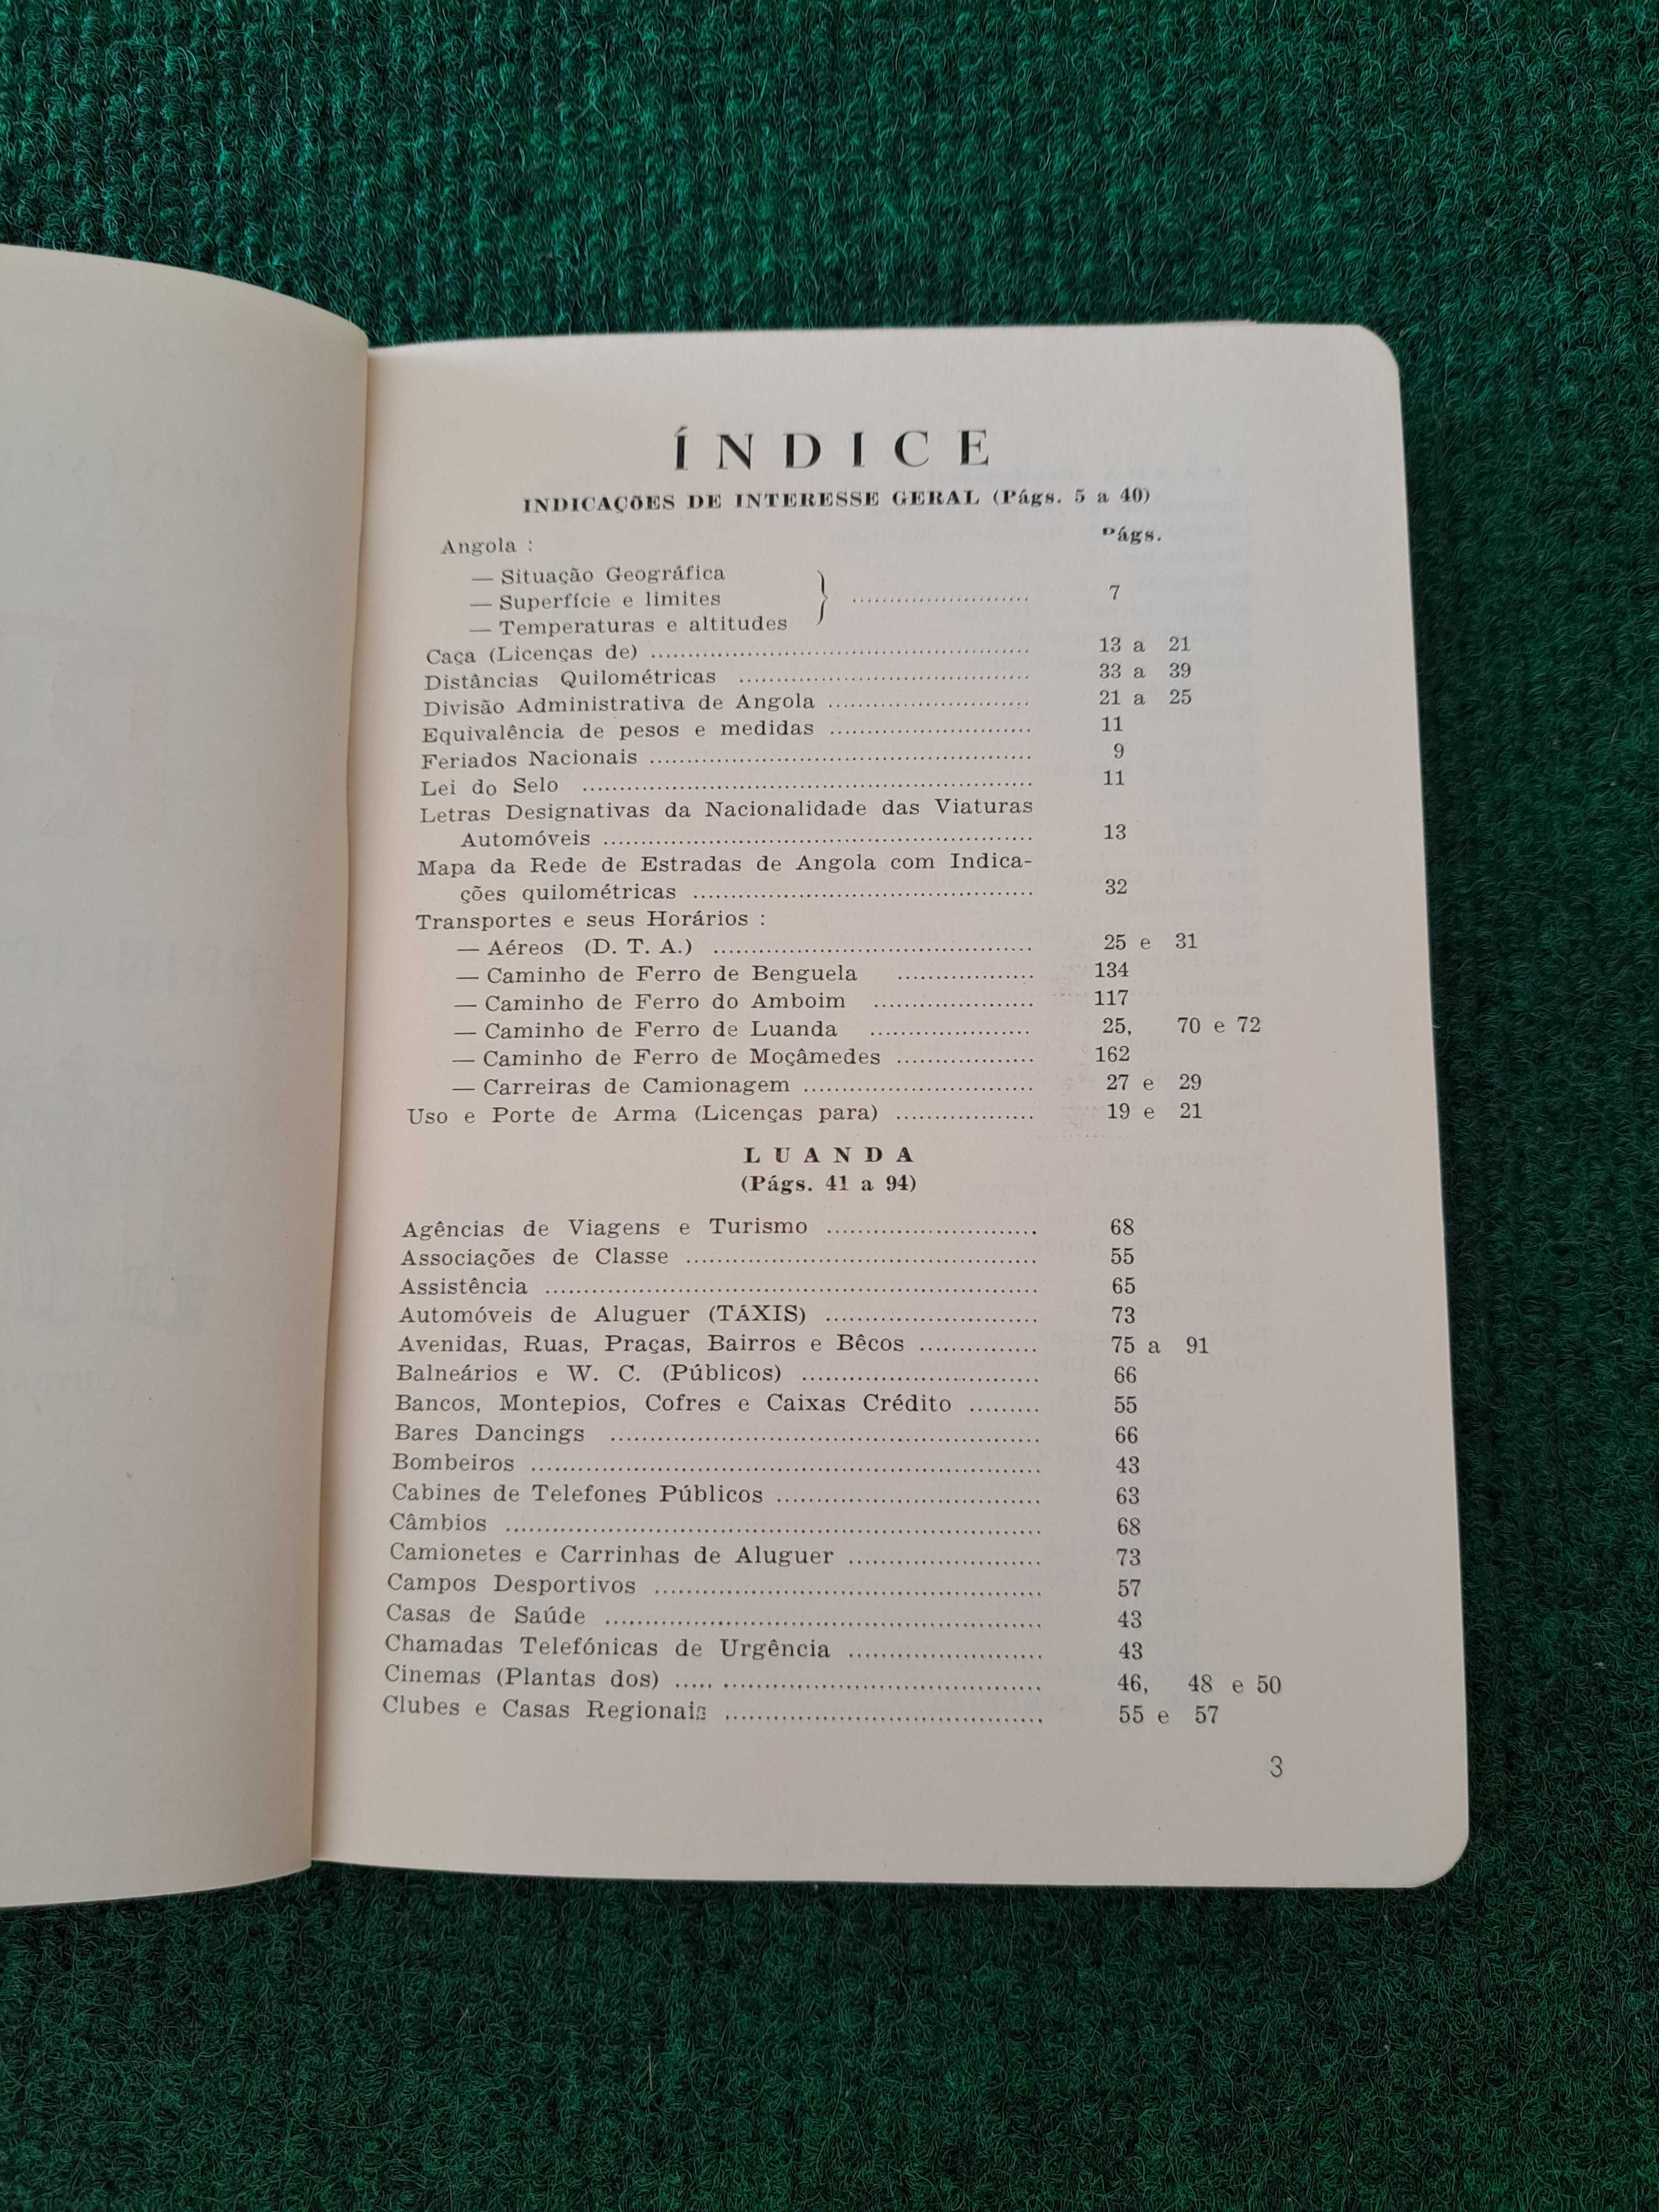 ÍNDICE
INDICAÇÕES DE INTERESSE GERAL (Págs. 5 a 40)
Angola : Págs.
— Situação Geográfica
— Superfície e limites } .......................... 7
— Temperaturas e altitudes
Caça (Licenças de) .......................... 13 a 21
Distâncias Quilométricas .......................... 33 a 39
Divisão Administrativa de Angola .......................... 21 a 25
Equivalência de pesos e medidas .......................... 11
Feriados Nacionais .......................... 9
Lei do Selo .......................... 11
Letras Designativas da Nacionalidade das Viaturas
Automóveis .......................... 13
Mapa da Rede de Estradas de Angola com Indica-
ções quilométricas .......................... 32
Transportes e seus Horários :
— Aéreos (D. T. A.) .......................... 25 e 31
— Caminho de Ferro de Benguela .................. 134
— Caminho de Ferro do Amboim .................. 117
— Caminho de Ferro de Luanda .................. 25, 70 e 72
— Caminho de Ferro de Moçâmedes .................. 162
— Carreiras de Camionagem .......................... 27 e 29
Uso e Porte de Arma (Licenças para) .................. 19 e 21
LUANDA
(Págs. 41 a 94)
Agências de Viagens e Turismo .......................... 68
Associações de Classe .......................... 55
Assistência .......................... 65
Automóveis de Aluguer (TÁXIS) .......................... 73
Avenidas, Ruas, Praças, Bairros e Bêcos ............... 75 a 91
Balneários e W. C. (Públicos) .......................... 66
Bancos, Montepios, Cofres e Caixas Crédito ......... 55
Bares Dancings .......................... 66
Bombeiros .......................... 43
Cabines de Telefones Públicos .......................... 63
Câmbios .......................... 68
Camionetes e Carrinhas de Aluguer .......................... 73
Campos Desportivos .......................... 57
Casas de Saúde .......................... 43
Chamadas Telefónicas de Urgência .......................... 43
Cinemas (Plantas dos) .......................... 46, 48 e 50
Clubes e Casas Regionais .......................... 55 e 57
3